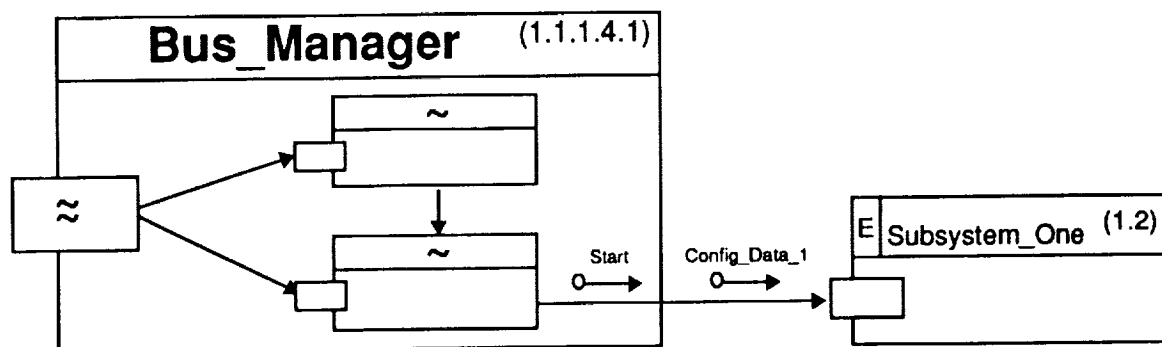 Bus_Manager (1.1.1.4.1)
~
≈
~
Start Config_Data_1
E Subsystem_One (1.2)